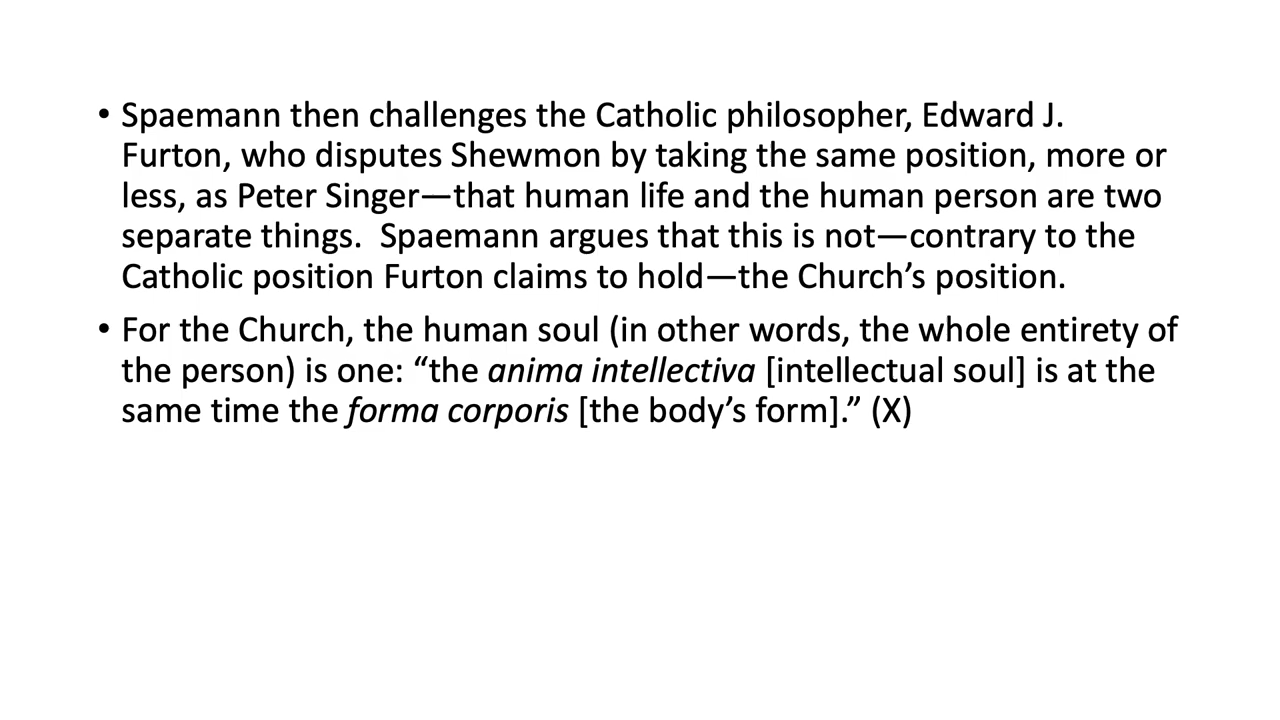 • Spaemann then challenges the Catholic philosopher, Edward J.
Furton, who disputes Shewmon by taking the same position, more or
less, as Peter Singer—that human life and the human person are two
separate things.  Spaemann argues that this is not—contrary to the
Catholic position Furton claims to hold—the Church’s position.
• For the Church, the human soul (in other words, the whole entirety of
the person) is one: “the anima intellectiva [intellectual soul] is at the
same time the forma corporis [the body’s form].” (X)